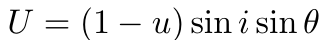 U = (1 − u) sin i sin θ